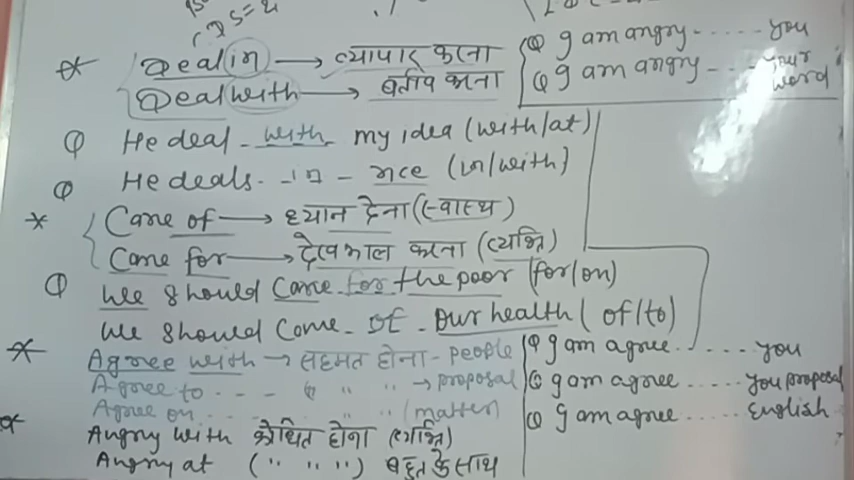 Deal in → व्यापार करना
Deal with → बर्ताव करना
Q He deal - with - my idea (with/at)
Q He deals - in - rice (in/with)
Care of → ध्यान देना (स्वास्थ)
Care for → देखभाल करना (व्यक्ति)
Q We should care for the poor (for/on)
We should Care - of - our health (of/to)
Agree with → सहमत होना - people
Agree to - - - " " " → proposal
Agree on - - - " " (matter)
Angry with क्रोधित होना (व्यक्ति)
Angry at (" " ") वस्तु के साथ
Q I am angry ...... you
Q I am angry ... your word
Q I am agree ........ you
Q I am agree ...... you proposal
Q I am agree ...... English